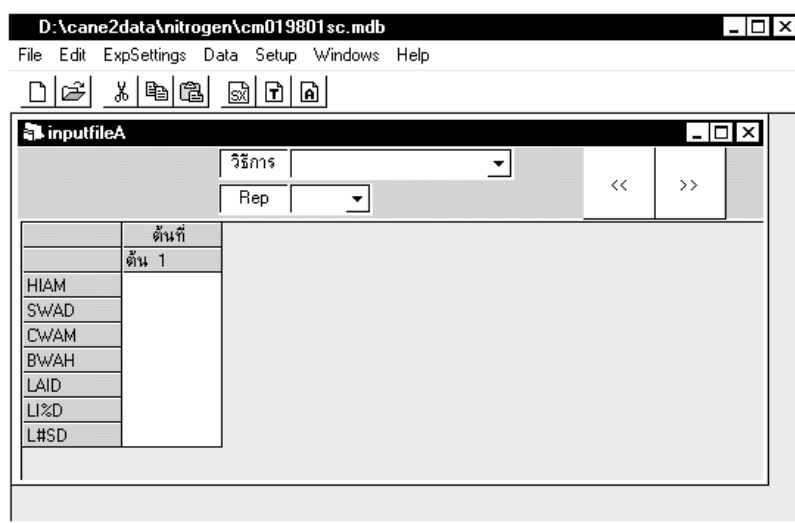 D:\cane2data\nitrogen\cm019801sc.mdb
File Edit ExpSettings Data Setup Windows Help
SX T A
inputfileA
วิธีการ
<< >>
Rep
ต้นที่
ต้น 1
HIAM
SWAD
CWAM
BWAH
LAID
LI%D
L#SD